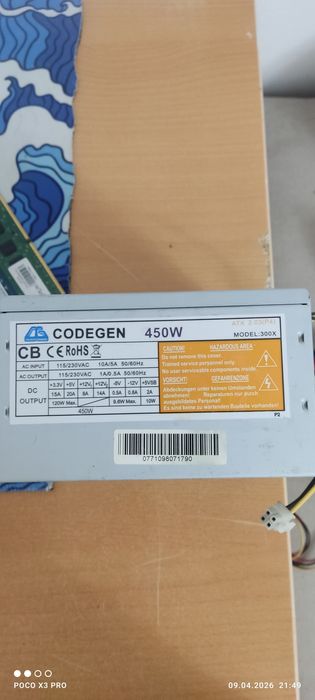 CODEGEN 450W
ATX 2.03(P4)
MODEL:300X
CB CE RoHS
AC INPUT 115/230VAC 10A/5A 50/60Hz
AC OUTPUT 115/230VAC 1A/0.5A 50/60Hz
DC OUTPUT
+3.3V +5V +12V₁ +12V₂ -5V -12V +5VSB
15A 20A 8A 14A 0.5A 0.5A 2A
120W Max. 9.6W Max. 10W
450W
CAUTION! HAZARDOUS AREA
Do not remove this cover.
Trained service personnel only.
No user serviceable components inside.
VORSICHT! GEFAHRENZONE
Abdeckungen unter keinen Umständen
abnehmen! Reparaturen nur durch
vorgebildetes Personal!
Es sind keine zu wartenden Bauteile vorhanden!
P2
0771098071790
POCO X3 PRO
09.04.2026 21:49